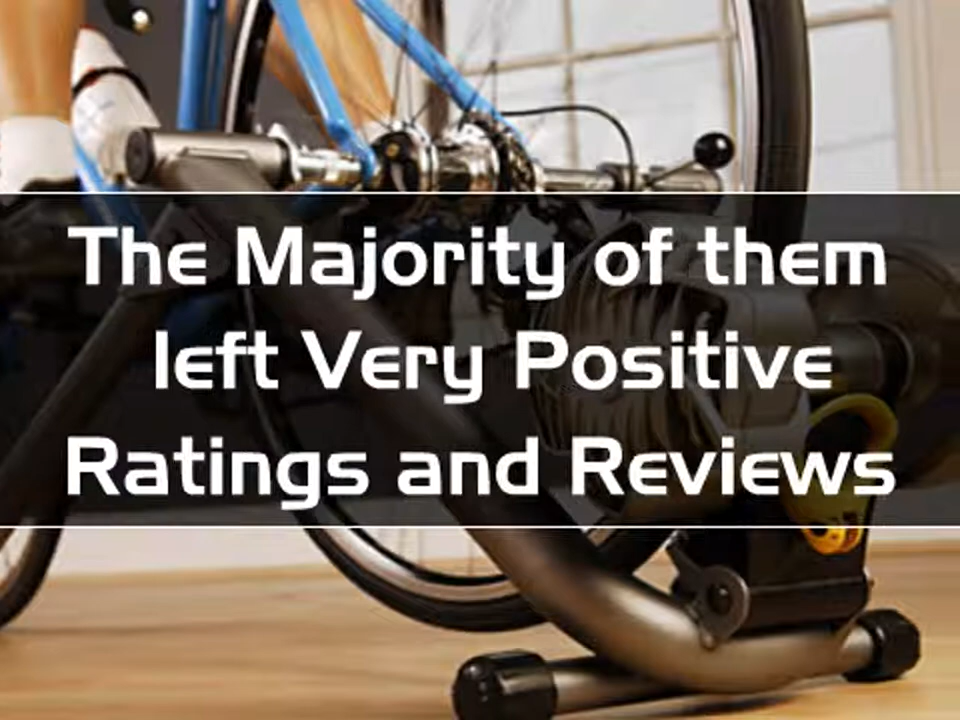 The Majority of them
left Very Positive
Ratings and Reviews